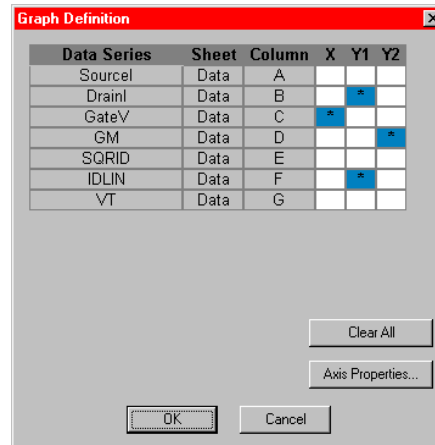 Graph Definition
Data Series Sheet Column X Y1 Y2
SourceI Data A
DrainI Data B *
GateV Data C *
GM Data D *
SQRID Data E
IDLIN Data F *
VT Data G
Clear All
Axis Properties...
OK Cancel